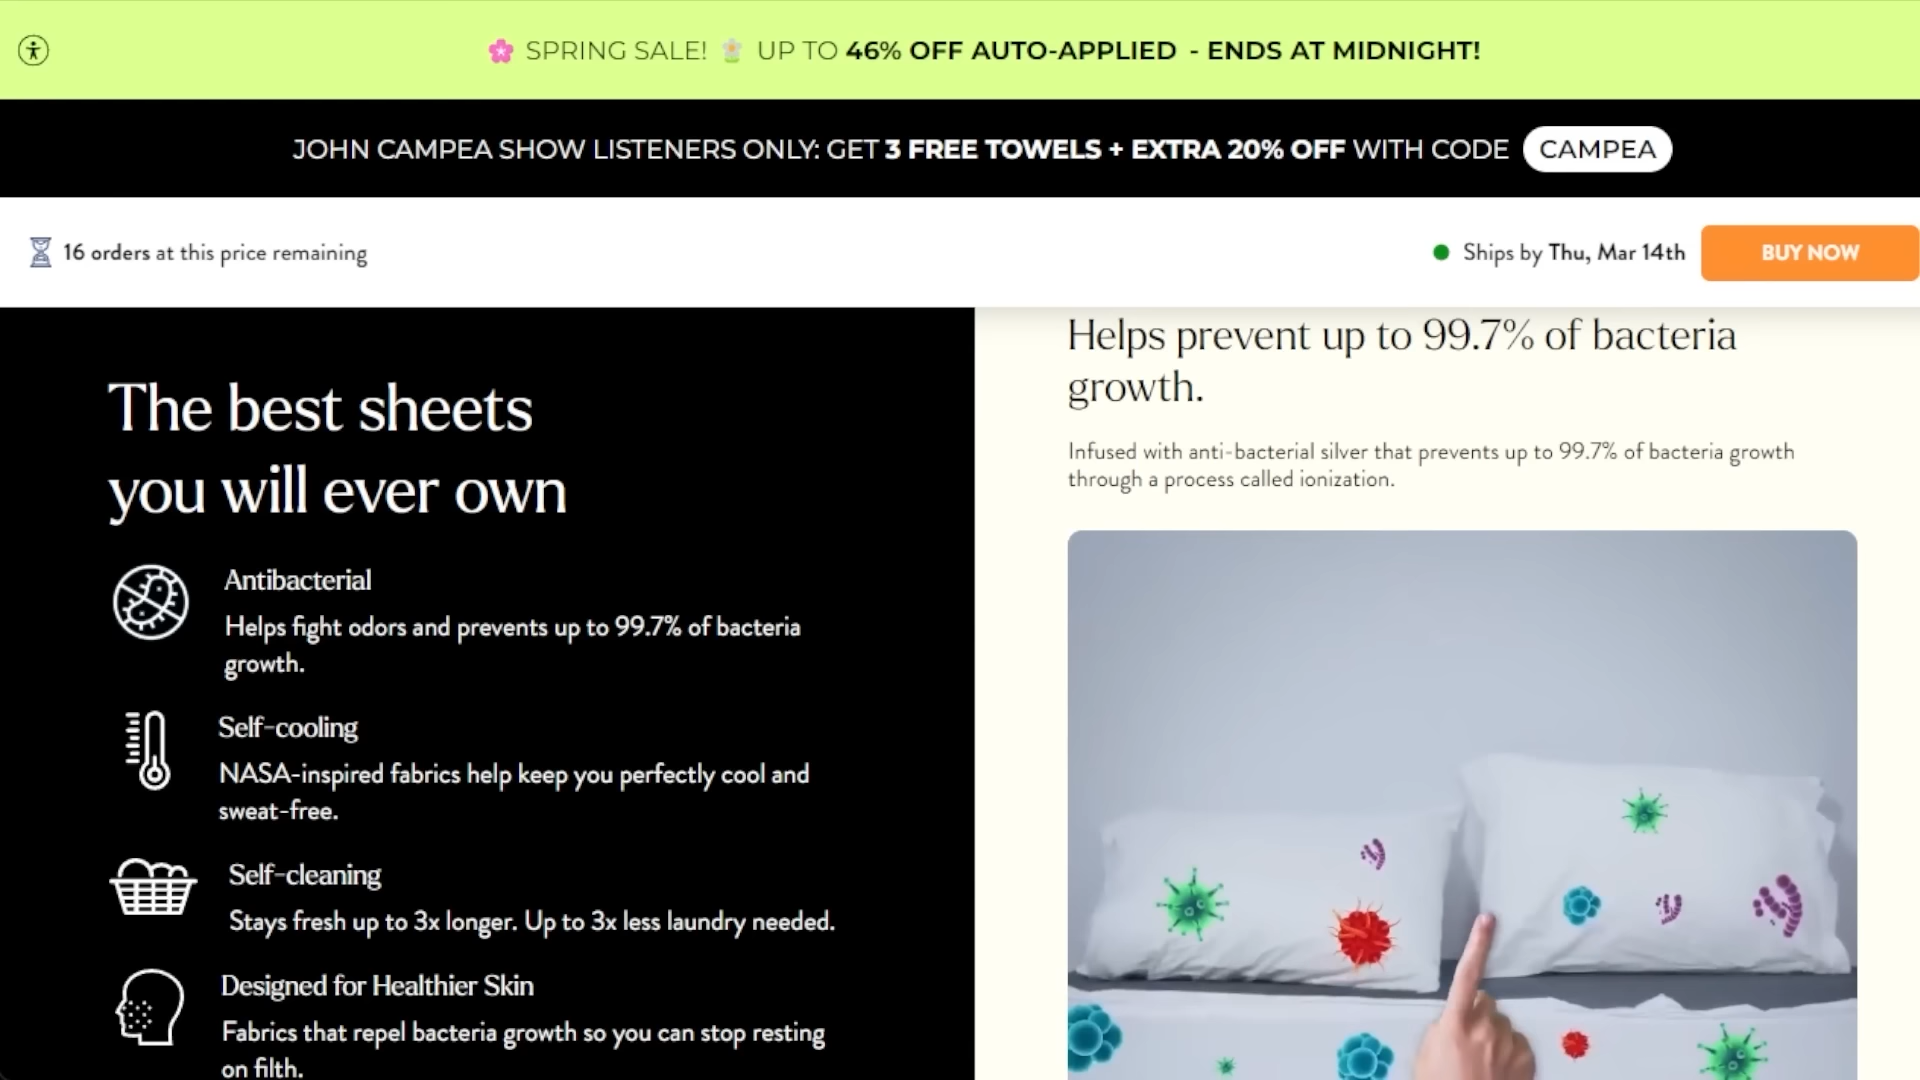 🌸 SPRING SALE! 🌼 UP TO 46% OFF AUTO-APPLIED - ENDS AT MIDNIGHT!
JOHN CAMPEA SHOW LISTENERS ONLY: GET 3 FREE TOWELS + EXTRA 20% OFF WITH CODE CAMPEA
16 orders at this price remaining
Ships by Thu, Mar 14th
BUY NOW
The best sheets
you will ever own
Antibacterial
Helps fight odors and prevents up to 99.7% of bacteria
growth.
Self-cooling
NASA-inspired fabrics help keep you perfectly cool and
sweat-free.
Self-cleaning
Stays fresh up to 3x longer. Up to 3x less laundry needed.
Designed for Healthier Skin
Fabrics that repel bacteria growth so you can stop resting
on filth.
Helps prevent up to 99.7% of bacteria
growth.
Infused with anti-bacterial silver that prevents up to 99.7% of bacteria growth
through a process called ionization.